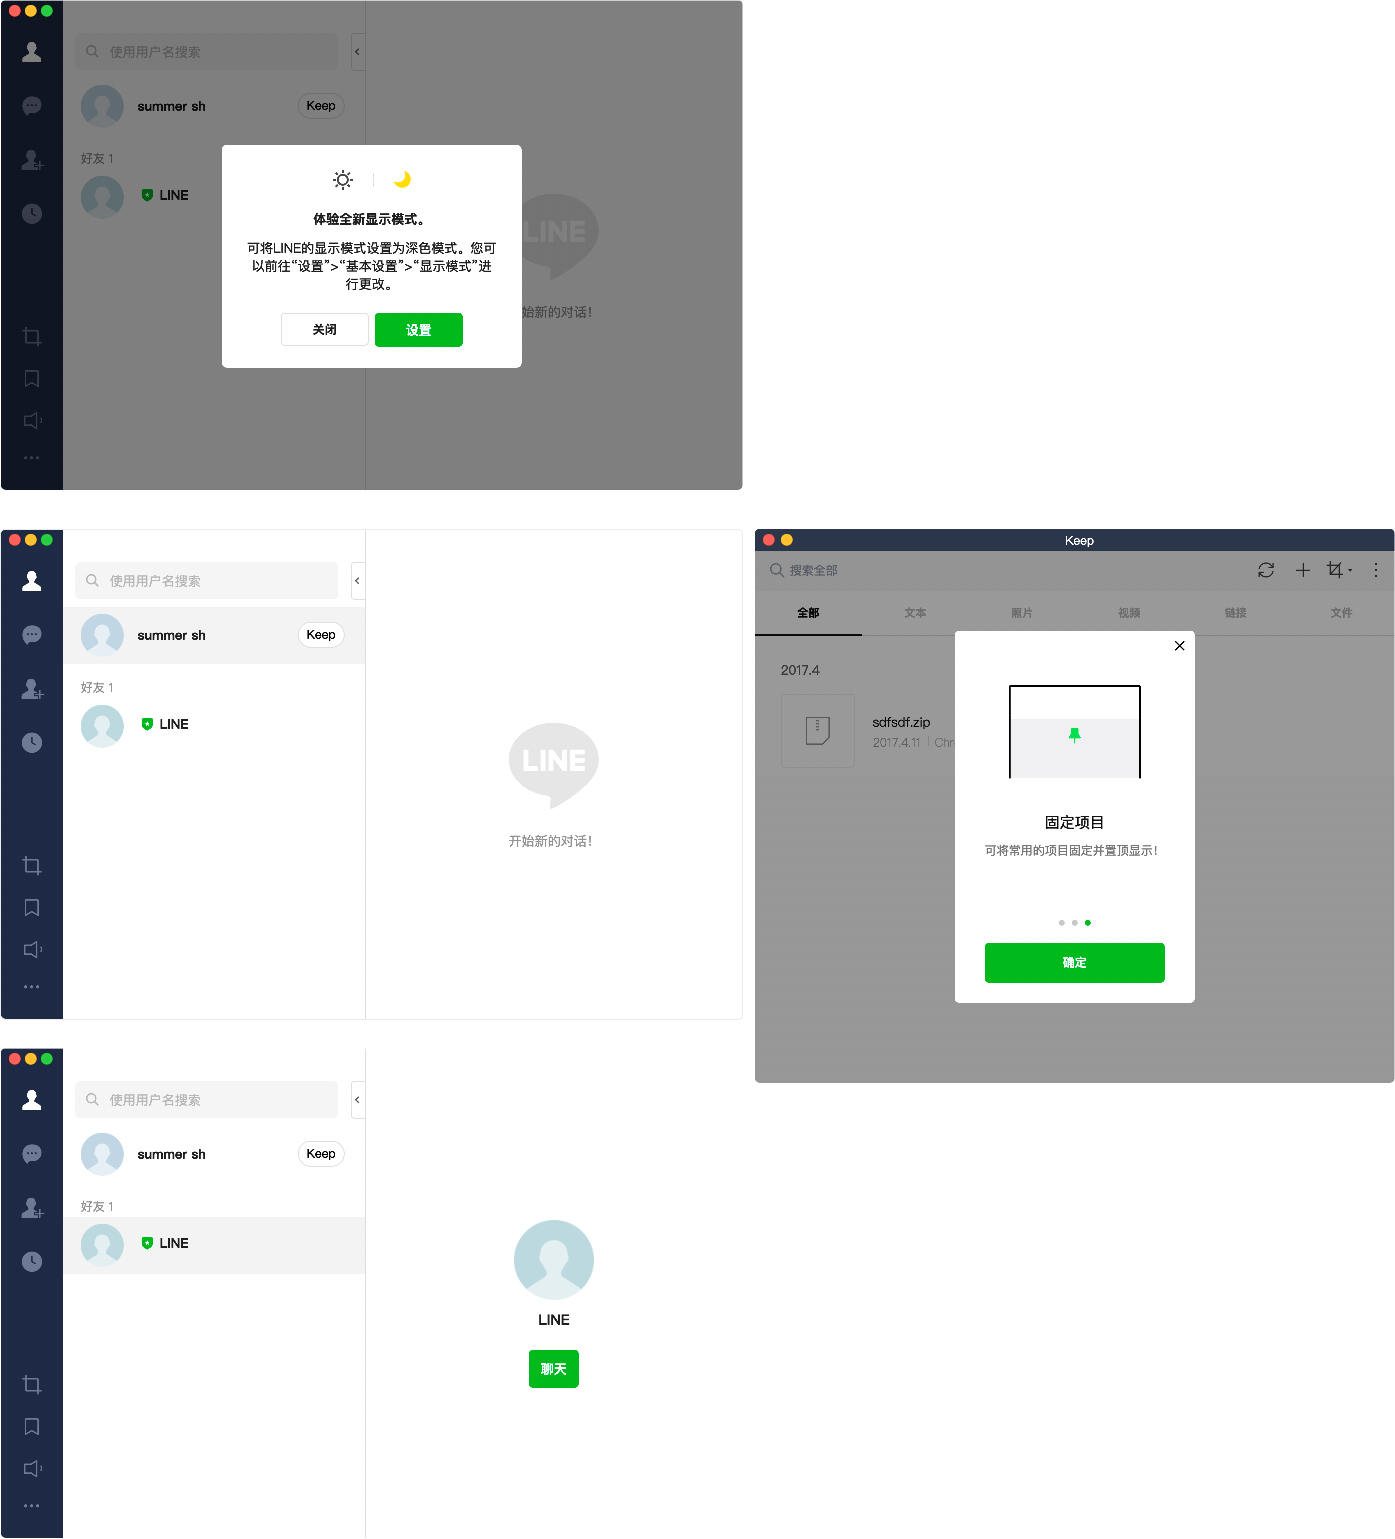 使用用户名搜索
summer sh
Keep
好友 1
LINE
LINE
始新的对话!
体验全新显示模式。
可将LINE的显示模式设置为深色模式。您可
以前往“设置”>“基本设置”>“显示模式”进
行更改。
关闭
设置
使用用户名搜索
summer sh
Keep
好友 1
LINE
LINE
开始新的对话!
Keep
搜索全部
全部
文本
照片
视频
链接
文件
2017.4
sdfsdf.zip
2017.4.11 | Chr
固定项目
可将常用的项目固定并置顶显示!
确定
使用用户名搜索
summer sh
Keep
好友 1
LINE
LINE
聊天